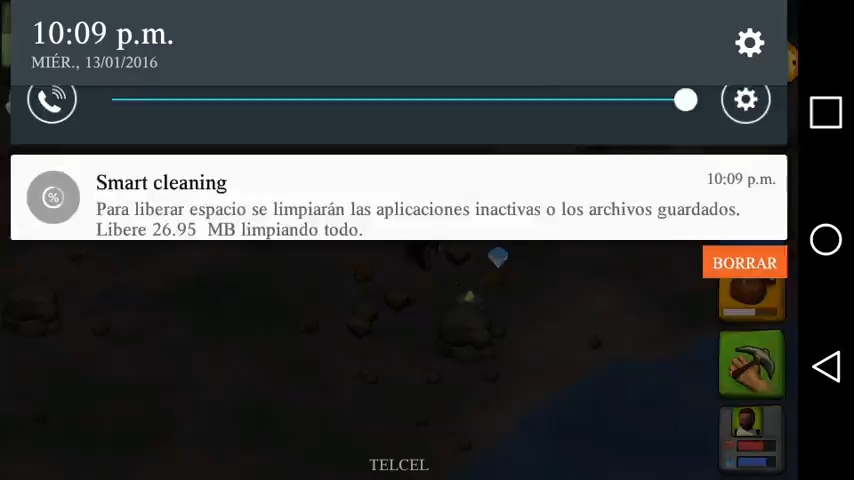 10:09 p.m.
MIÉR., 13/01/2016
Smart cleaning
10:09 p.m.
Para liberar espacio se limpiarán las aplicaciones inactivas o los archivos guardados.
Libere 26.95 MB limpiando todo.
BORRAR
TELCEL